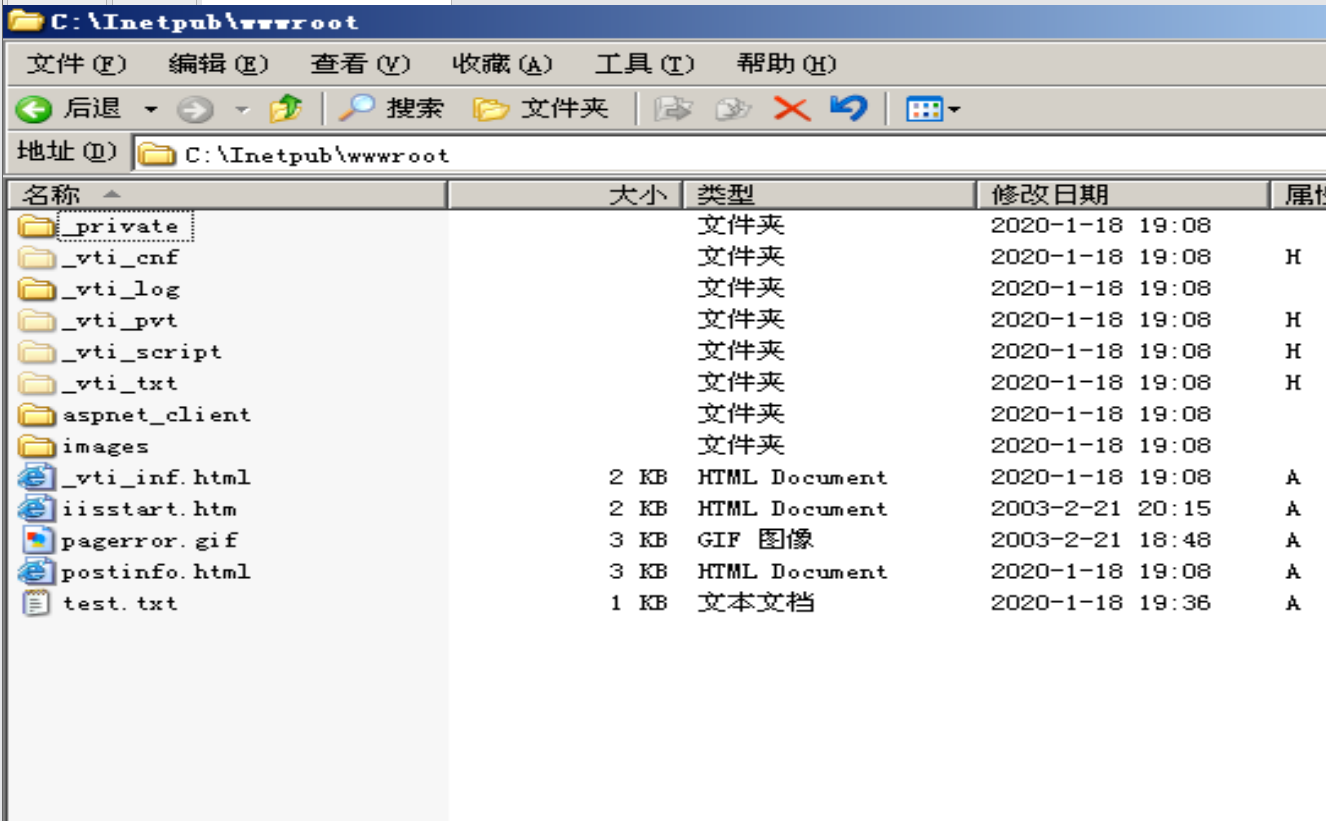 C:\Inetpub\wwwroot
文件(F) 编辑(E) 查看(V) 收藏(A) 工具(T) 帮助(H)
后退 搜索 文件夹
地址(D) C:\Inetpub\wwwroot
名称 大小 类型 修改日期
_private 文件夹 2020-1-18 19:08
_vti_cnf 文件夹 2020-1-18 19:08 H
_vti_log 文件夹 2020-1-18 19:08
_vti_pvt 文件夹 2020-1-18 19:08 H
_vti_script 文件夹 2020-1-18 19:08 H
_vti_txt 文件夹 2020-1-18 19:08 H
aspnet_client 文件夹 2020-1-18 19:08
images 文件夹 2020-1-18 19:08
_vti_inf.html 2 KB HTML Document 2020-1-18 19:08 A
iisstart.htm 2 KB HTML Document 2003-2-21 20:15 A
pagerror.gif 3 KB GIF 图像 2003-2-21 18:48 A
postinfo.html 3 KB HTML Document 2020-1-18 19:08 A
test.txt 1 KB 文本文档 2020-1-18 19:36 A